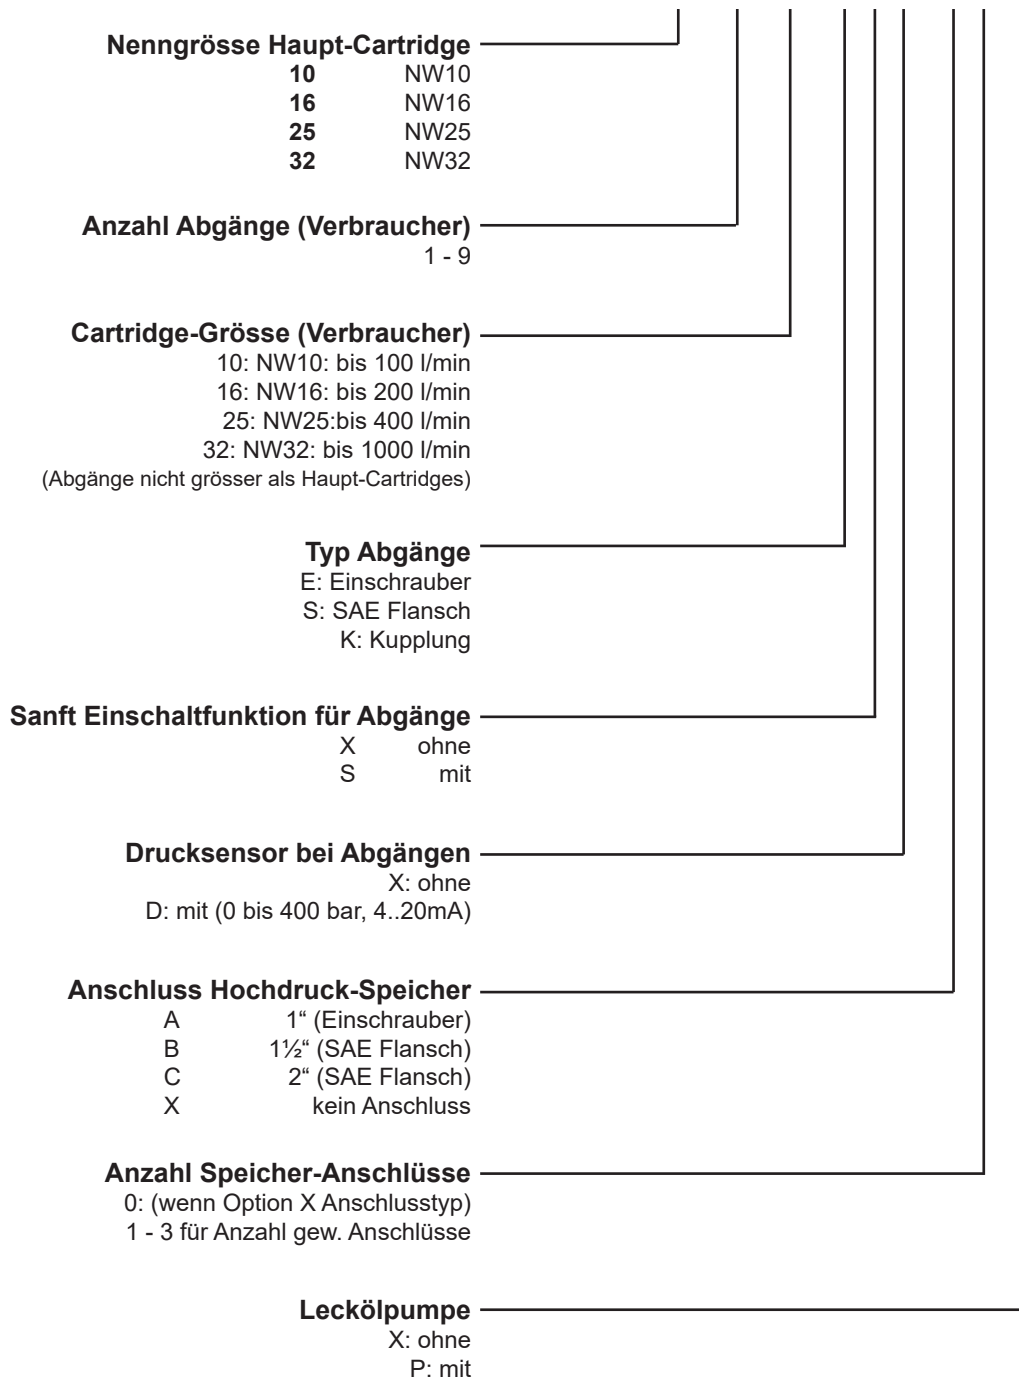 Nenngrösse Haupt-Cartridge
10 NW10
16 NW16
25 NW25
32 NW32
Anzahl Abgänge (Verbraucher)
1 - 9
Cartridge-Grösse (Verbraucher)
10: NW10: bis 100 l/min
16: NW16: bis 200 l/min
25: NW25:bis 400 l/min
32: NW32: bis 1000 l/min
(Abgänge nicht grösser als Haupt-Cartridges)
Typ Abgänge
E: Einschrauber
S: SAE Flansch
K: Kupplung
Sanft Einschaltfunktion für Abgänge
X ohne
S mit
Drucksensor bei Abgängen
X: ohne
D: mit (0 bis 400 bar, 4..20mA)
Anschluss Hochdruck-Speicher
A 1“ (Einschrauber)
B 1½“ (SAE Flansch)
C 2“ (SAE Flansch)
X kein Anschluss
Anzahl Speicher-Anschlüsse
0: (wenn Option X Anschlusstyp)
1 - 3 für Anzahl gew. Anschlüsse
Leckölpumpe
X: ohne
P: mit